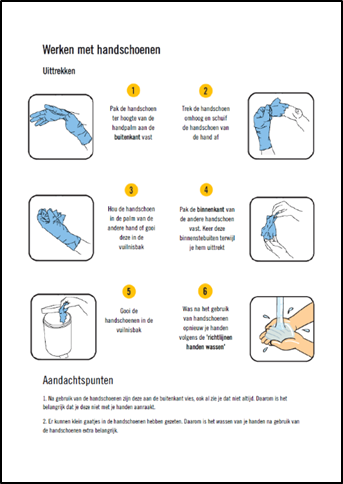 Werken met handschoenen
Uittrekken
1
Pak de handschoen
ter hoogte van de
handpalm aan de
buitenkant vast
2
Trek de handschoen
omhoog en schuif
de handschoen van
de hand af
3
Hou de handschoen
in de palm van de
andere hand of gooi
deze in de
vuilnisbak
4
Pak de binnenkant van
de andere handschoen
vast. Keer deze
binnenstebuiten terwijl
je hem uittrekt
5
Gooi de
handschoenen in de
vuilnisbak
6
Was na het gebruik
van handschoenen
opnieuw je handen
volgens de 'richtlijnen
handen wassen'
Aandachtspunten
1. Na gebruik van de handschoenen zijn deze aan de buitenkant vies, ook al zie je dat niet altijd. Daarom is het
belangrijk dat je deze niet met je handen aanraakt.
2. Er kunnen klein gaatjes in de handschoenen hebben gezeten. Daarom is het wassen van je handen na gebruik van
de handschoenen extra belangrijk.